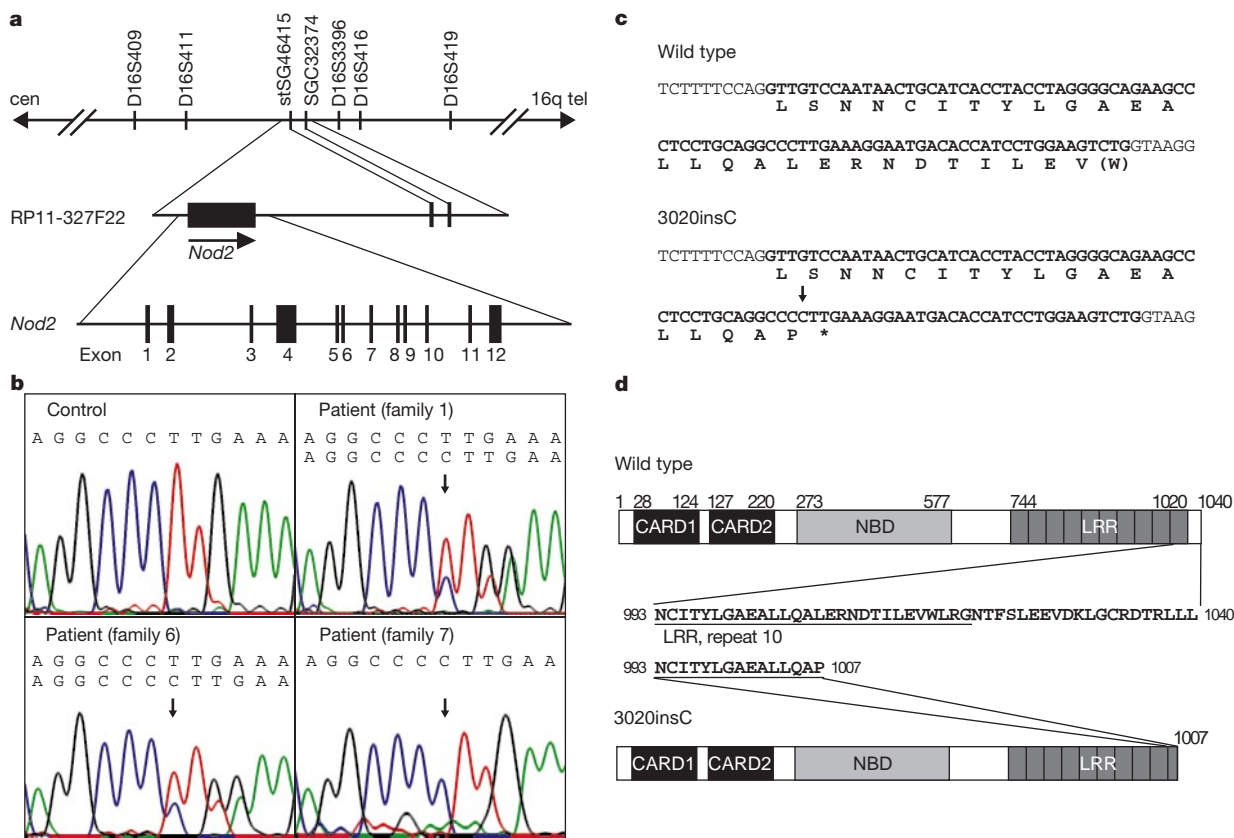 a
D16S409
D16S411
stSG46415
SGC32374
D16S3396
D16S416
D16S419
cen
16q tel
RP11-327F22
Nod2
Nod2
Exon 1 2 3 4 5 6 7 8 9 10 11 12
b
Control
A G G C C C T T G A A A
Patient (family 1)
A G G C C C T T G A A A
A G G C C C C T T G A A
Patient (family 6)
A G G C C C T T G A A A
A G G C C C C T T G A A
Patient (family 7)
A G G C C C C T T G A A
c
Wild type
TCTTTTCCAGGTTGTCCAATAACTGCATCACCTACCTAGGGGCAGAAGCC
L S N N C I T Y L G A E A
CTCCTGCAGGCCCTTGAAAGGAATGACACCATCCTGGAAGTCTGGTAAGG
L L Q A L E R N D T I L E V (W)
3020insC
TCTTTTCCAGGTTGTCCAATAACTGCATCACCTACCTAGGGGCAGAAGCC
L S N N C I T Y L G A E A
CTCCTGCAGGCCCCTTGAAAGGAATGACACCATCCTGGAAGTCTGGTAAG
L L Q A P *
d
Wild type
1 28 124 127 220 273 577 744 1020 1040
CARD1 CARD2 NBD LRR
993 NCITYLGAEALLQALERNDTILEVWLRGNTFSLEEVDKLGCRDTRLLL 1040
LRR, repeat 10
993 NCITYLGAEALLQAP 1007
3020insC
1007
CARD1 CARD2 NBD LRR